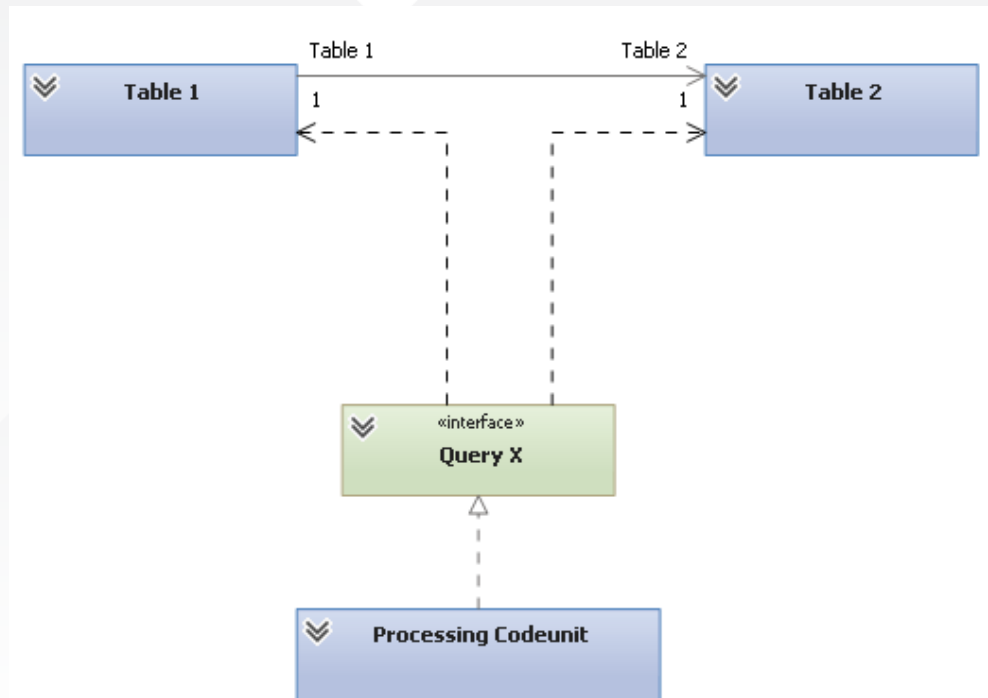 Table 1
Table 2
Table 1
1
1
Table 2
«interface»
Query X
Processing Codeunit